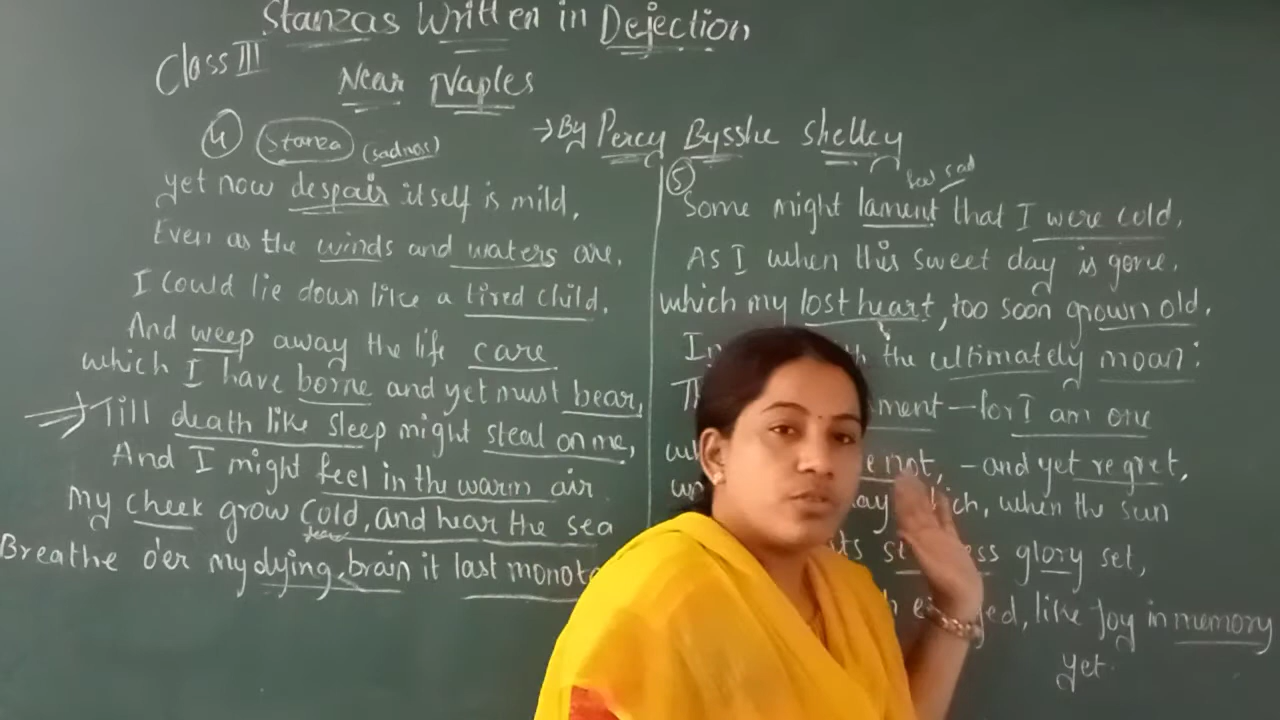 Stanzas Written in Dejection
Class III
Near Naples
→ By Percy Bysshe Shelley
4 Stanza (sadness)
yet now despair itself is mild,
Even as the winds and waters are,
I could lie down like a tired child,
And weep away the life care
which I have borne and yet must bear,
⇒ Till death like sleep might steal on me,
And I might feel in the warm air
my cheek grow cold, and hear the sea
Breathe o'er my dying brain it last monot
5
sad
Some might lament that I were cold,
As I when this sweet day is gone,
which my lost heart, too soon grown old,
the ultimately moan;
ment — for I am one
not, - and yet regret,
when the sun
glory set,
like Joy in memory
yet.